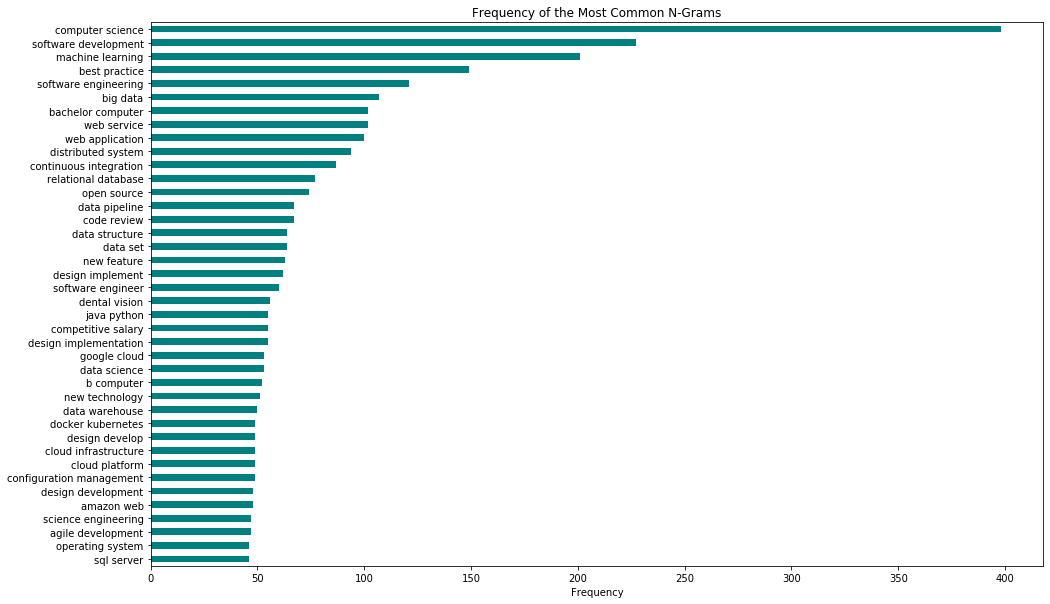 Frequency of the Most Common N-Grams
computer science
software development
machine learning
best practice
software engineering
big data
bachelor computer
web service
web application
distributed system
continuous integration
relational database
open source
data pipeline
code review
data structure
data set
new feature
design implement
software engineer
dental vision
java python
competitive salary
design implementation
google cloud
data science
b computer
new technology
data warehouse
docker kubernetes
design develop
cloud infrastructure
cloud platform
configuration management
design development
amazon web
science engineering
agile development
operating system
sql server
0 50 100 150 200 250 300 350 400
Frequency